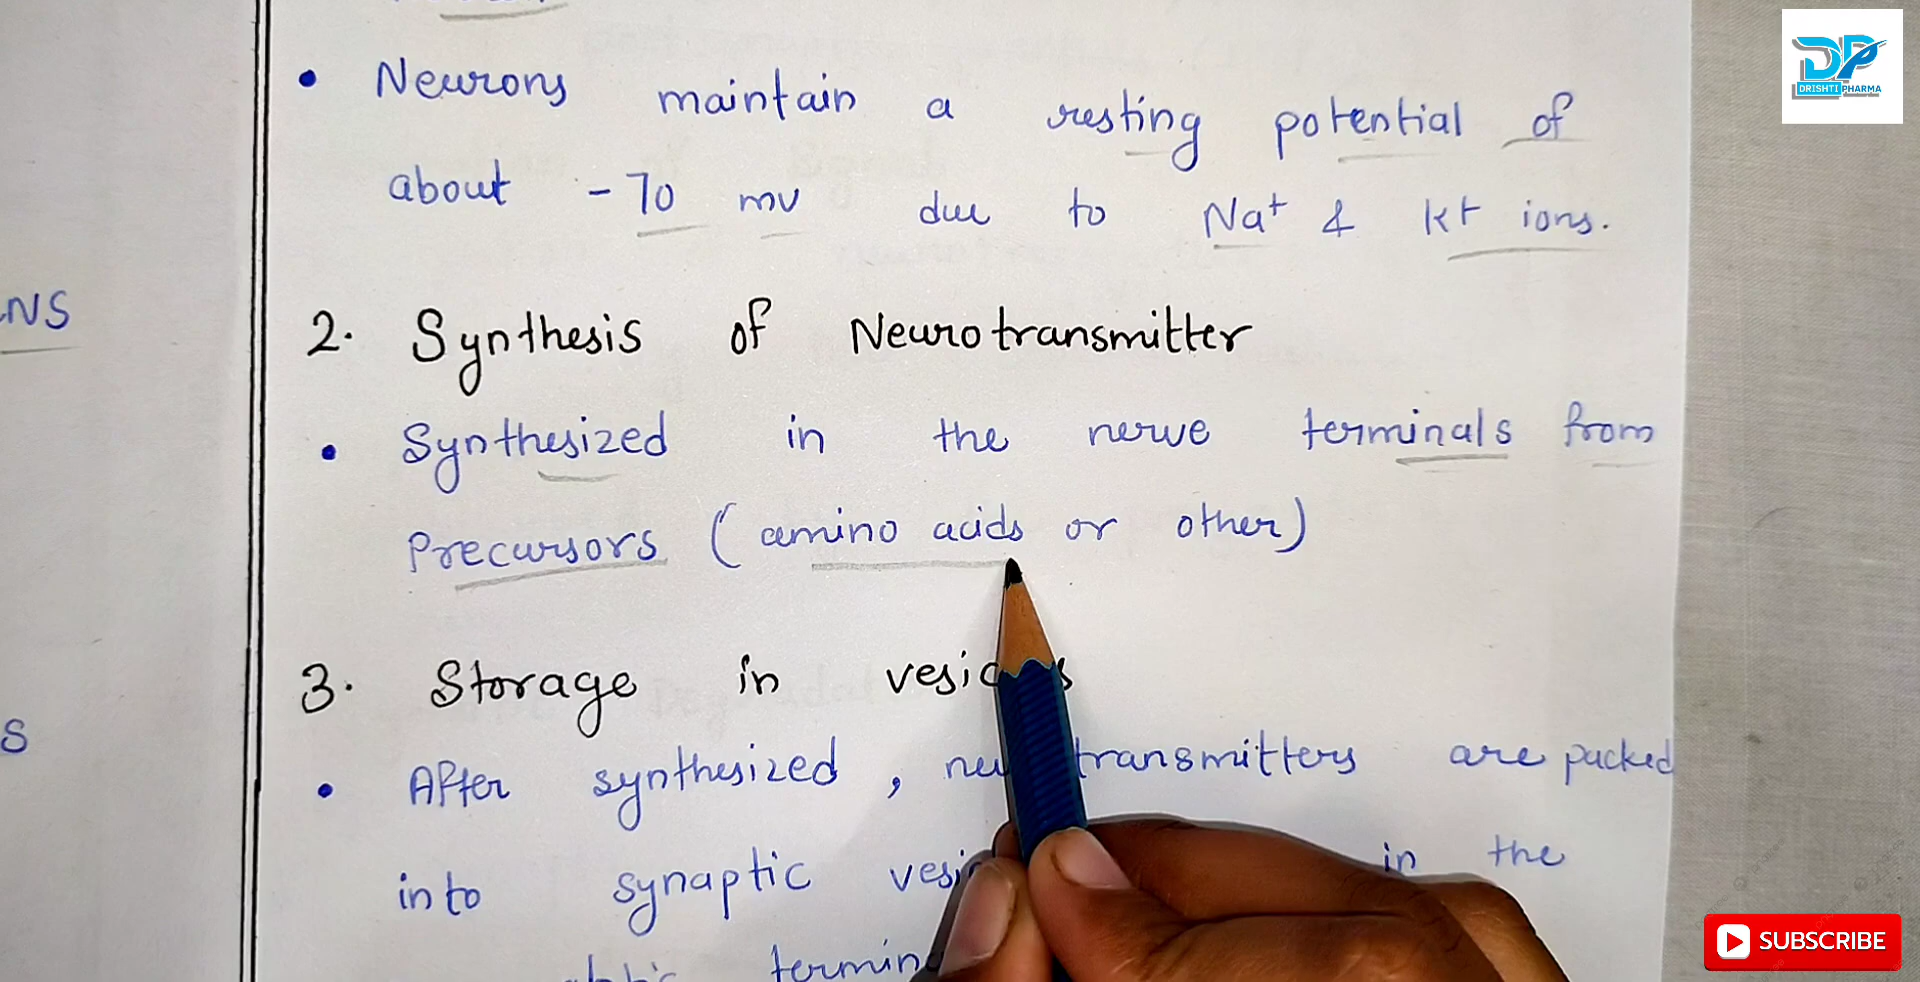 • Neurons maintain a resting potential of
about -70 mv due to Na+ & k+ ions.
NS
2. Synthesis of Neurotransmitter
• Synthesized in the nerve terminals from
Precursors (amino acids or other)
3. Storage in
S
• After synthesized, transmitters are packed
into synaptic in the
DRISHTI PHARMA
SUBSCRIBE